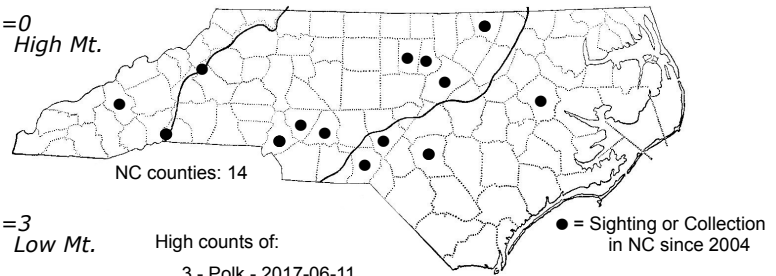 =0
High Mt.
NC counties: 14
=3
Low Mt.
High counts of:
3 - Polk - 2017-06-11
● = Sighting or Collection
in NC since 2004